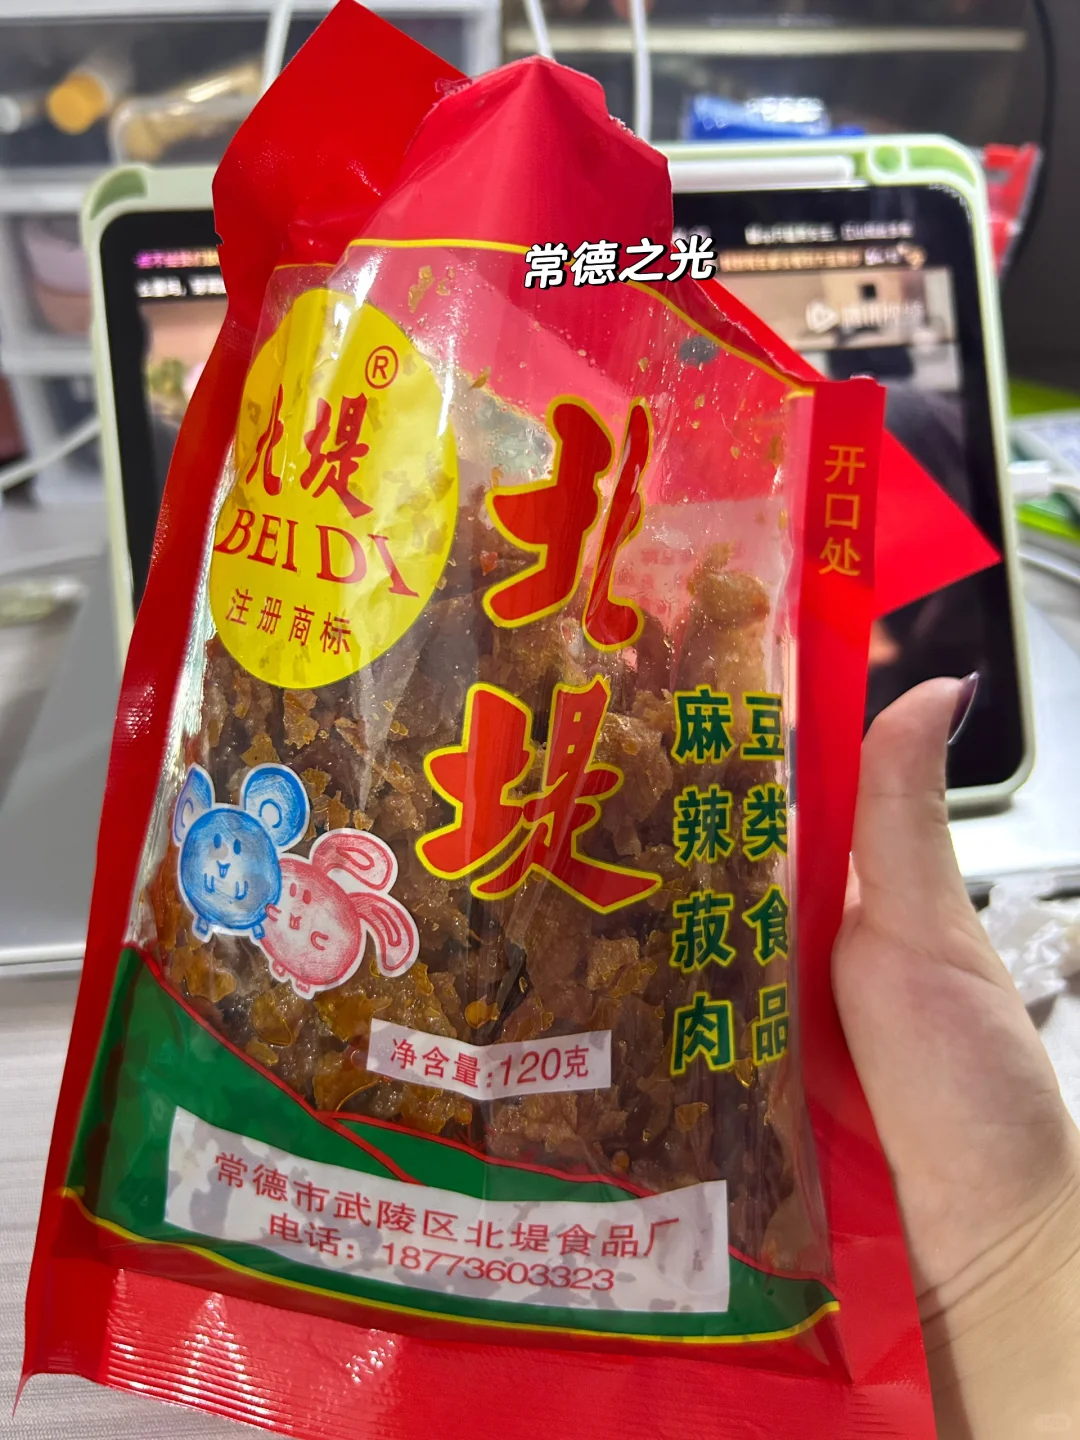 常德之光
北堤®
BEI DI
注册商标
北堤
开口处
豆类食品
麻辣菽肉
净含量:120克
常德市武陵区北堤食品厂
电话：18773603323